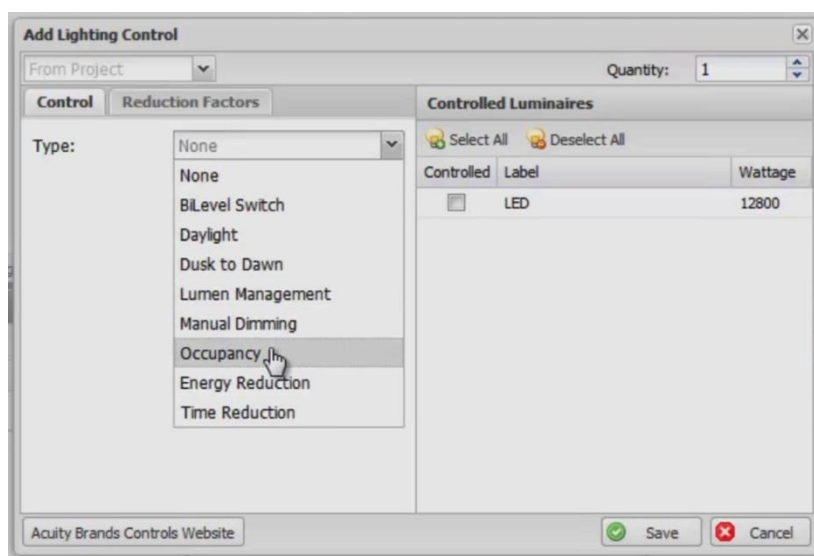 Add Lighting Control
From Project
Quantity: 1
Control Reduction Factors
Controlled Luminaires
Type: None
Select All Deselect All
Controlled Label Wattage
LED 12800
None
BiLevel Switch
Daylight
Dusk to Dawn
Lumen Management
Manual Dimming
Occupancy
Energy Reduction
Time Reduction
Acuity Brands Controls Website
Save Cancel